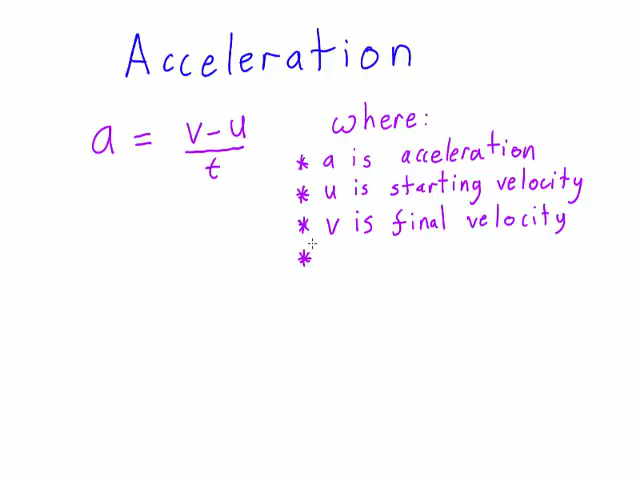 Acceleration
a = v-u/t
where:
* a is acceleration
* u is starting velocity
* v is final velocity
*